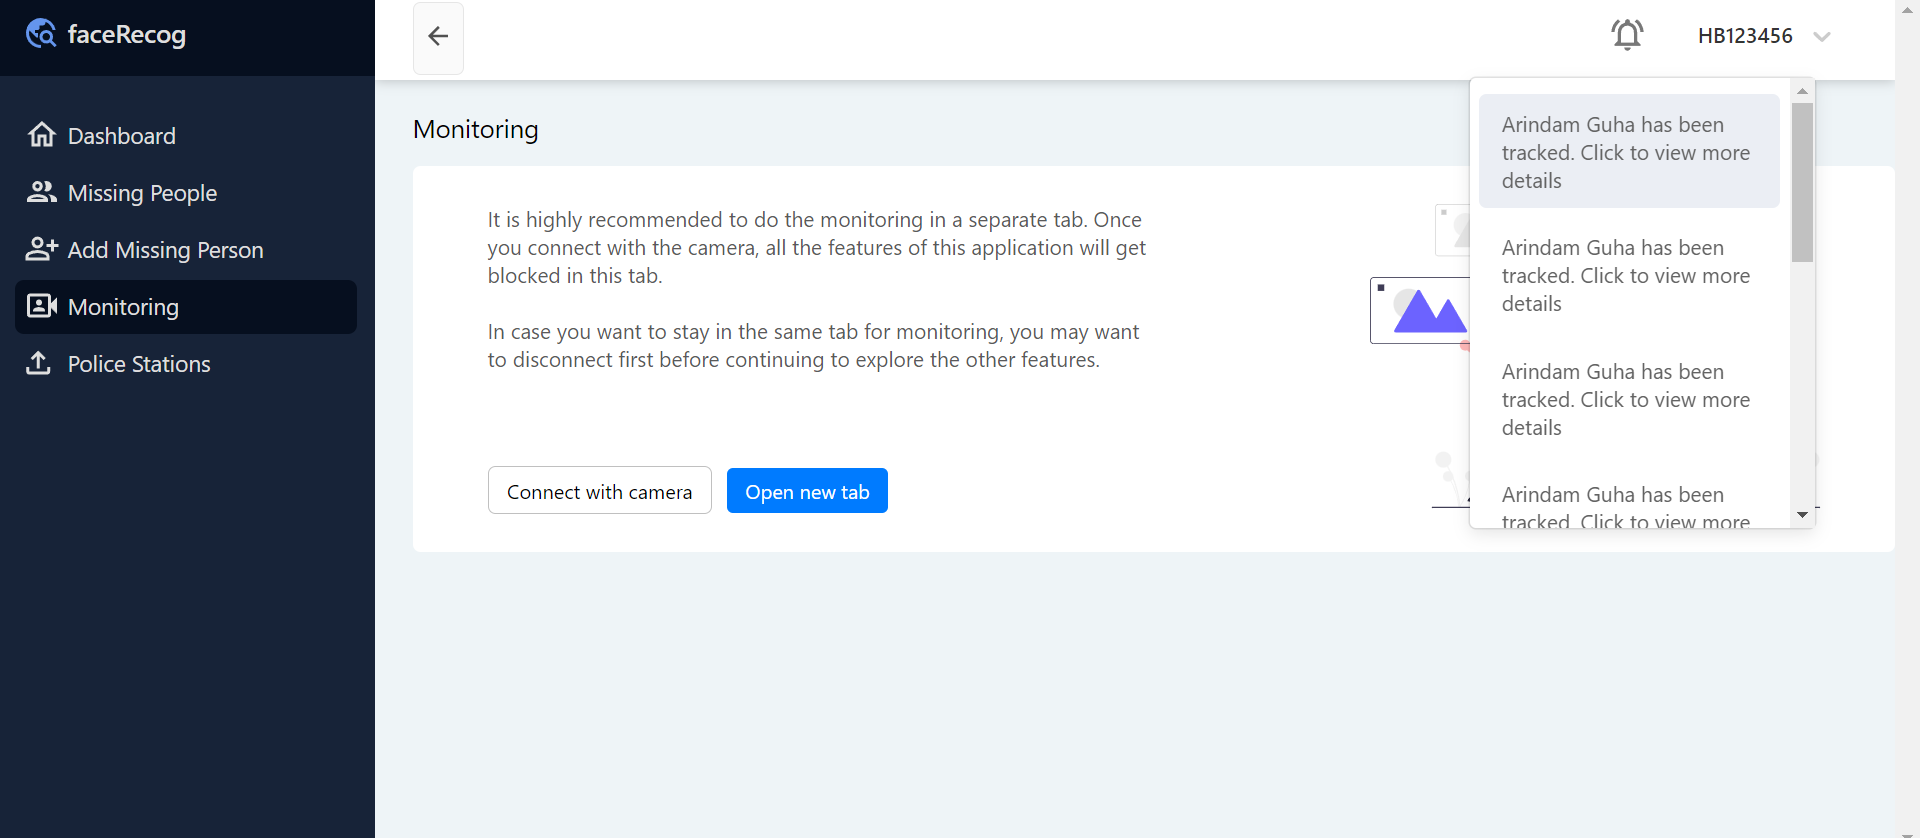 faceRecog
HB123456
Dashboard
Missing People
Add Missing Person
Monitoring
Police Stations
Monitoring
It is highly recommended to do the monitoring in a separate tab. Once
you connect with the camera, all the features of this application will get
blocked in this tab.
In case you want to stay in the same tab for monitoring, you may want
to disconnect first before continuing to explore the other features.
Connect with camera
Open new tab
Arindam Guha has been
tracked. Click to view more
details
Arindam Guha has been
tracked. Click to view more
details
Arindam Guha has been
tracked. Click to view more
details
Arindam Guha has been
tracked. Click to view more